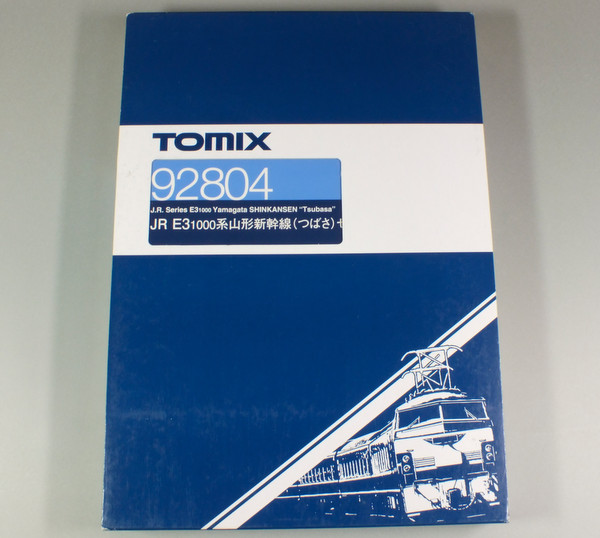 TOMIX
92804
J.R. Series E31000 Yamagata SHINKANSEN "Tsubasa"
JR E31000系山形新幹線(つばさ)